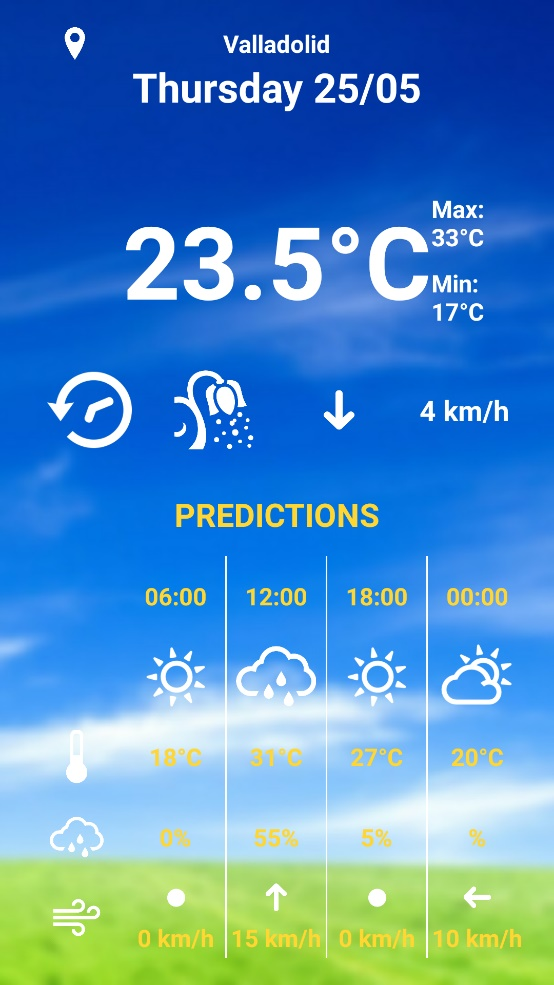 Valladolid
Thursday 25/05
23.5°C
Max:
33°C
Min:
17°C
4 km/h
PREDICTIONS
06:00 12:00 18:00 00:00
18°C 31°C 27°C 20°C
0% 55% 5% %
0 km/h 15 km/h 0 km/h 10 km/h